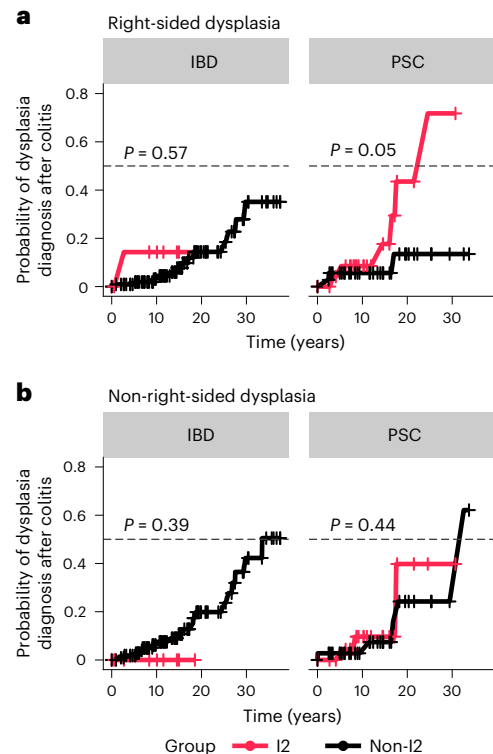 a
Right-sided dysplasia
IBD
PSC
Probability of dysplasia
diagnosis after colitis
0.8
0.6
0.4
0.2
0
P = 0.57
P = 0.05
0 10 20 30
0 10 20 30
Time (years)
b
Non-right-sided dysplasia
IBD
PSC
Probability of dysplasia
diagnosis after colitis
0.8
0.6
0.4
0.2
0
P = 0.39
P = 0.44
0 10 20 30
0 10 20 30
Time (years)
Group I2 Non-I2